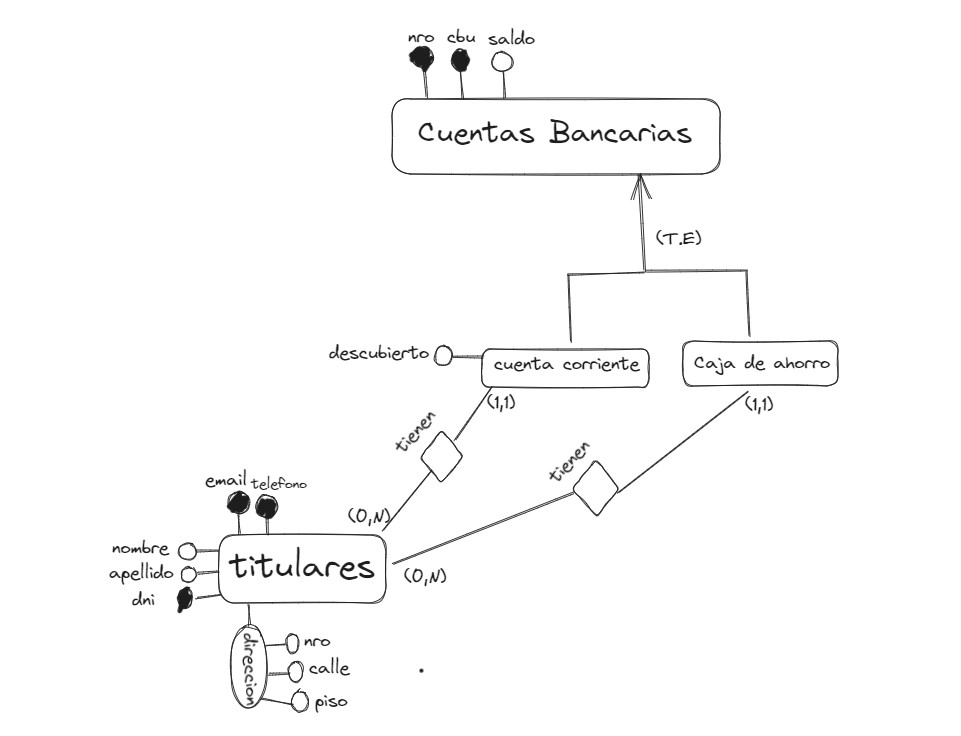 nro cbu saldo
Cuentas Bancarias
(T.E)
descubierto
cuenta corriente
Caja de ahorro
(1,1)
(1,1)
tienen
tienen
email telefono
(0,N)
nombre
titulares
(0,N)
apellido
dni
direccion
nro
calle
piso